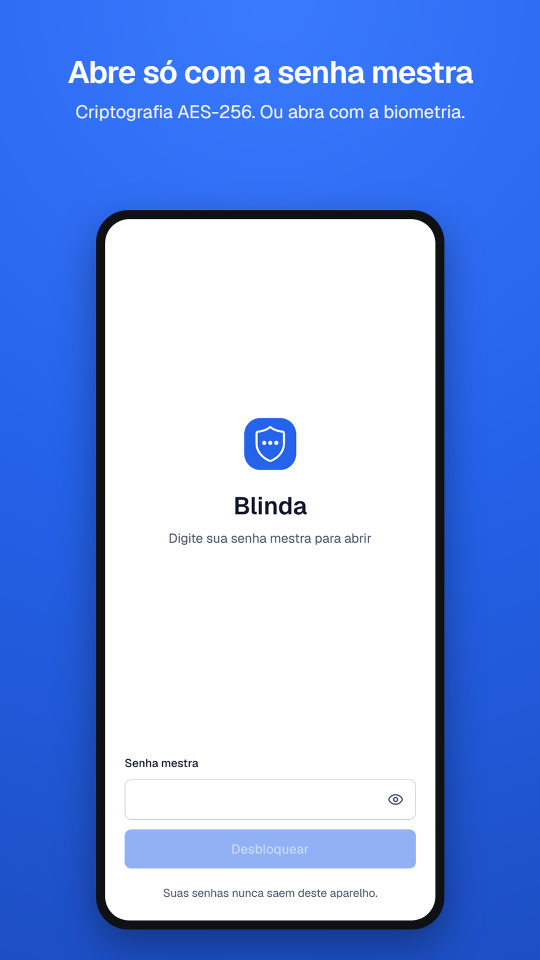 Abre só com a senha mestra
Criptografia AES-256. Ou abra com a biometria.
Blinda
Digite sua senha mestra para abrir
Senha mestra
Desbloquear
Suas senhas nunca saem deste aparelho.